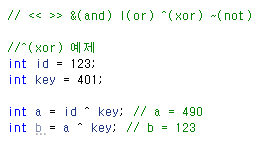 // << >> &(and) |(or) ^(xor) ~(not)
//^(xor) 예제
int id = 123;
int key = 401;
int a = id ^ key; // a = 490
int b = a ^ key; // b = 123